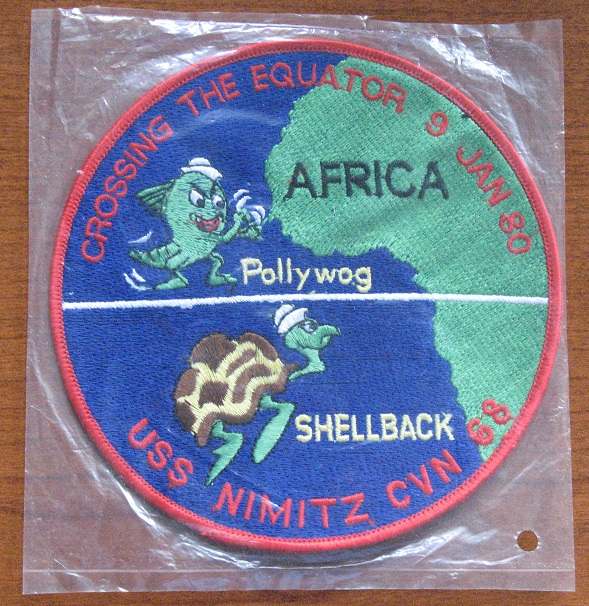 CROSSING THE EQUATOR 9 JAN 80
AFRICA
Pollywog
SHELLBACK
USS NIMITZ CVN 68